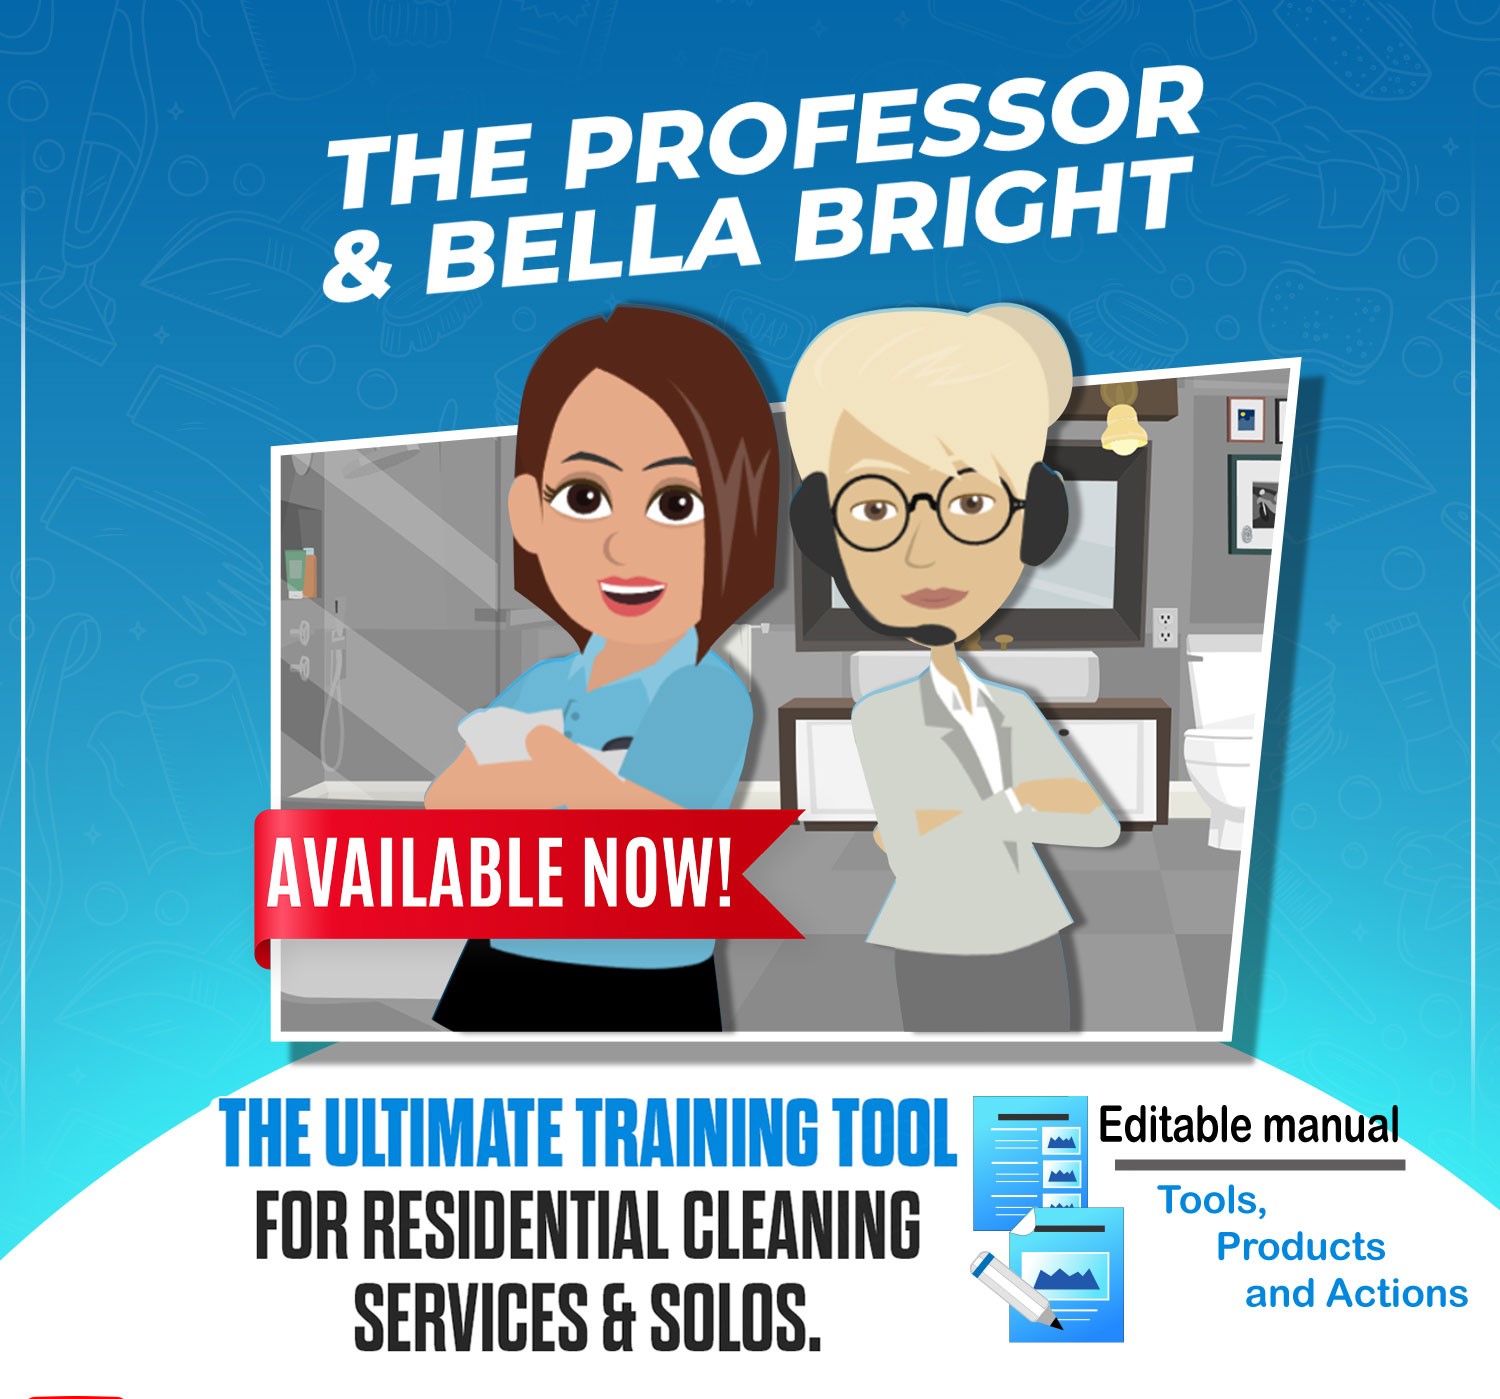 THE PROFESSOR
& BELLA BRIGHT
SOAP
AVAILABLE NOW!
THE ULTIMATE TRAINING TOOL
FOR RESIDENTIAL CLEANING
SERVICES & SOLOS.
Editable manual
Tools,
Products
and Actions